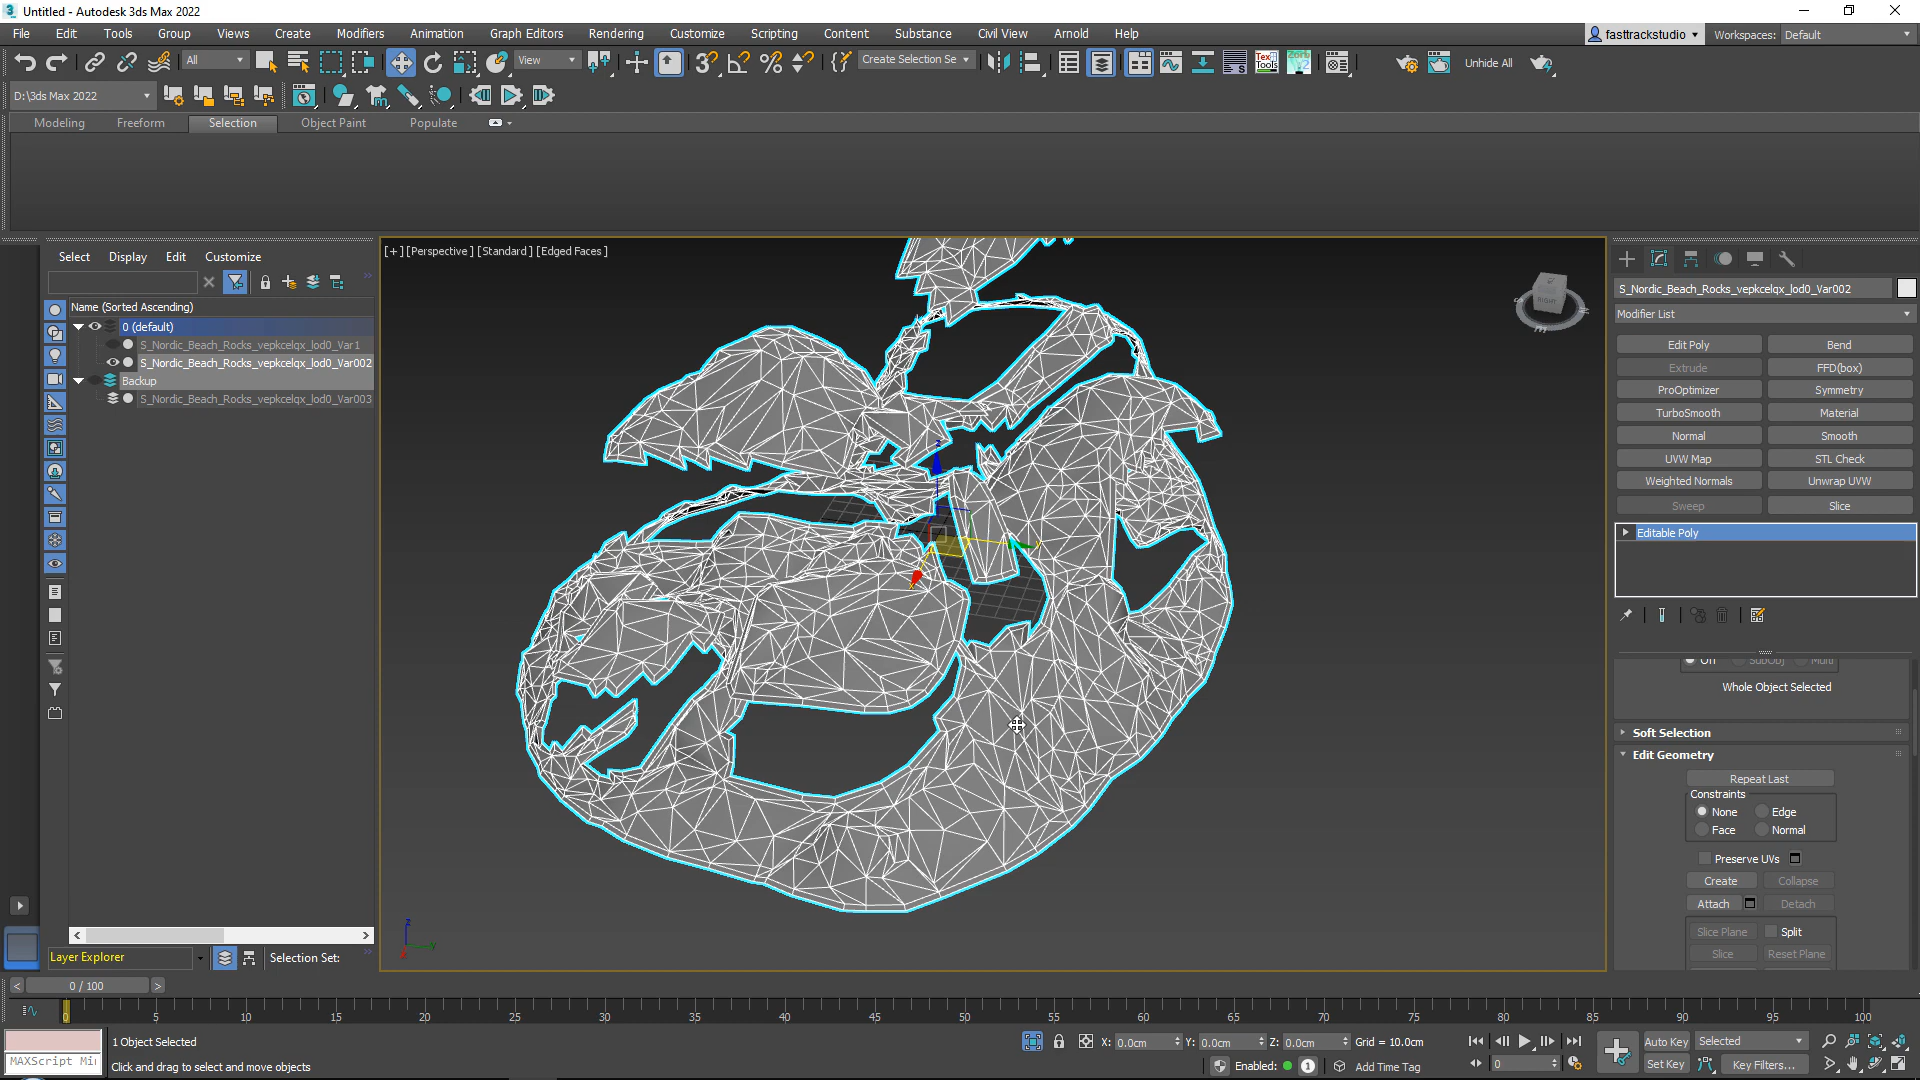 Untitled - Autodesk 3ds Max 2022
File Edit Tools Group Views Create Modifiers Animation Graph Editors Rendering Customize Scripting Content Substance Civil View Arnold Help
fasttrackstudio Workspaces: Default
All View Create Selection Se Unhide All
D:\3ds Max 2022
Modeling Freeform Selection Object Paint Populate
Select Display Edit Customize
Name (Sorted Ascending)
0 (default)
S_Nordic_Beach_Rocks_vepkcelqx_lod0_Var1
S_Nordic_Beach_Rocks_vepkcelqx_lod0_Var002
Backup
S_Nordic_Beach_Rocks_vepkcelqx_lod0_Var003
[+] [Perspective] [Standard] [Edged Faces]
RIGHT
S_Nordic_Beach_Rocks_vepkcelqx_lod0_Var002
Modifier List
Edit Poly Bend
Extrude FFD(box)
ProOptimizer Symmetry
TurboSmooth Material
Normal Smooth
UVW Map STL Check
Weighted Normals Unwrap UVW
Sweep Slice
Editable Poly
Off SubObj Multi
Whole Object Selected
Soft Selection
Edit Geometry
Repeat Last
Constraints
None Edge
Face Normal
Preserve UVs
Create Collapse
Attach Detach
Slice Plane Split
Slice Reset Plane
z
y
x
Layer Explorer Selection Set:
< 0 / 100 >
0 5 10 15 20 25 30 35 40 45 50 55 60 65 70 75 80 85 90 95 100
1 Object Selected
MAXScript Mi
Click and drag to select and move objects
X: 0.0cm Y: 0.0cm Z: 0.0cm Grid = 10.0cm
Enabled: 1 Add Time Tag
0
Auto Key Selected
Set Key Key Filters...